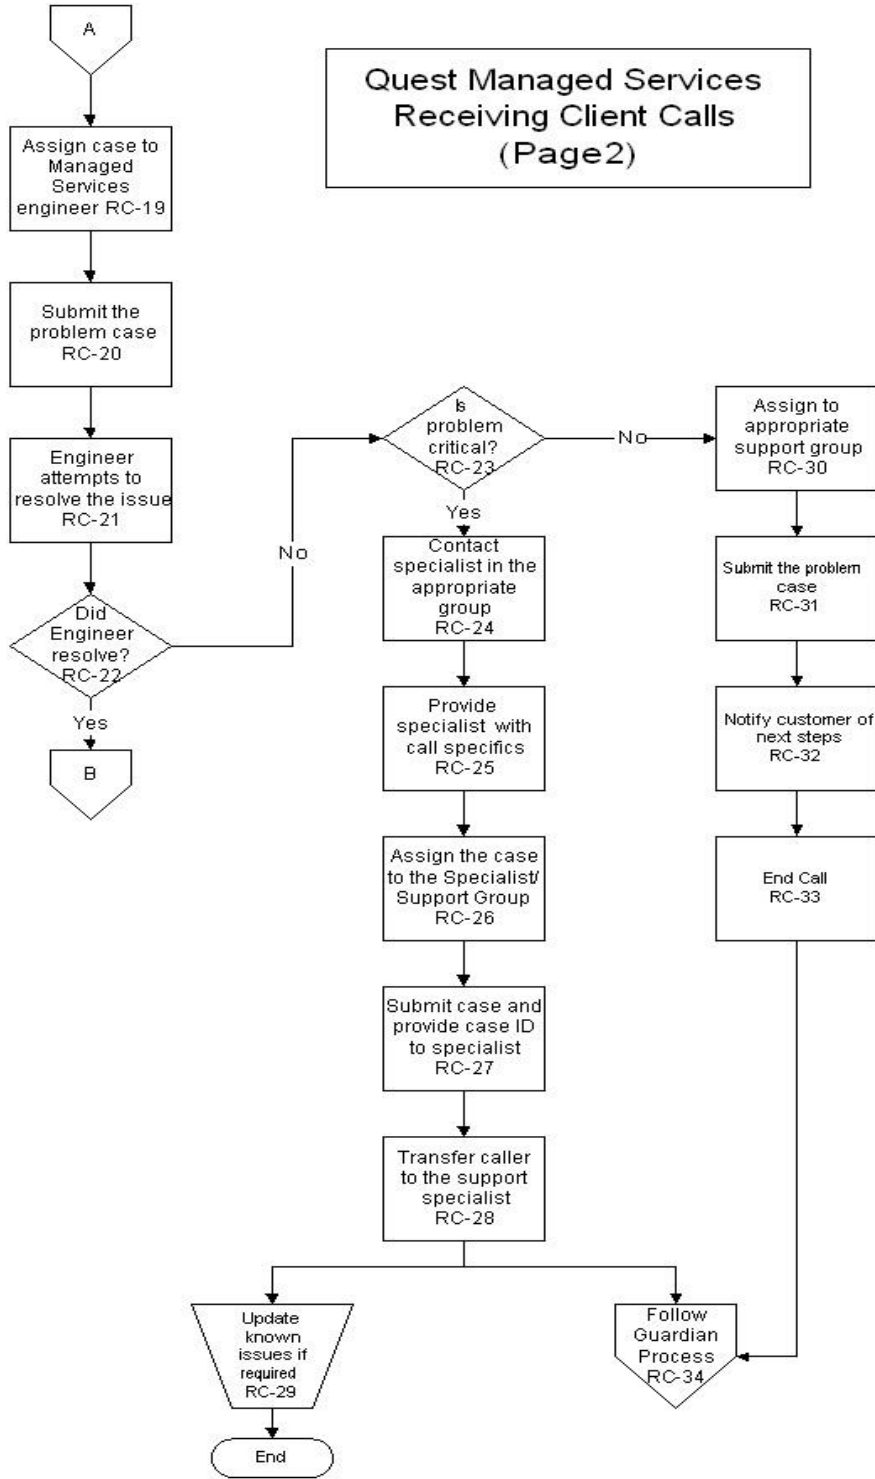 A
Quest Managed Services
Receiving Client Calls
(Page2)
Assign case to
Managed
Services
engineer RC-19
Submit the
problem case
RC-20
Engineer
attempts to
resolve the issue
RC-21
Did
Engineer
resolve?
RC-22
Yes
B
No
Is
problem
critical?
RC-23
Yes
Contact
specialist in the
appropriate
group
RC-24
Provide
specialist with
call specifics
RC-25
Assign the case
to the Specialist/
Support Group
RC-26
Submit case and
provide case ID
to specialist
RC-27
Transfer caller
to the support
specialist
RC-28
Update
known
issues if
required
RC-29
End
No
Assign to
appropriate
support group
RC-30
Submit the problem
case
RC-31
Notify customer of
next steps
RC-32
End Call
RC-33
Follow
Guardian
Process
RC-34